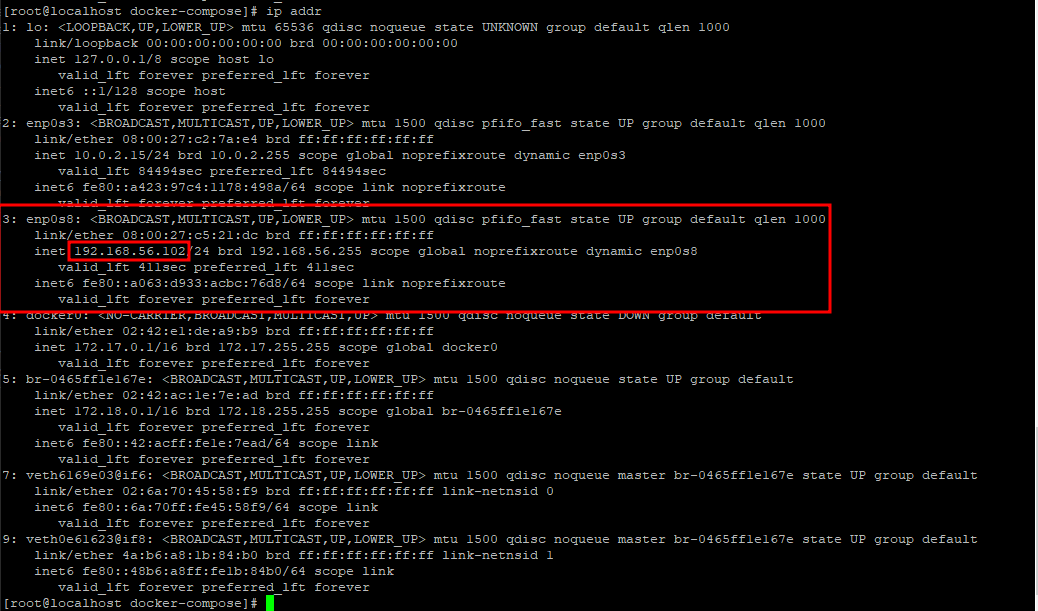 [root@localhost docker-compose]# ip addr
1: lo: <LOOPBACK,UP,LOWER_UP> mtu 65536 qdisc noqueue state UNKNOWN group default qlen 1000
    link/loopback 00:00:00:00:00:00 brd 00:00:00:00:00:00
    inet 127.0.0.1/8 scope host lo
       valid_lft forever preferred_lft forever
    inet6 ::1/128 scope host
       valid_lft forever preferred_lft forever
2: enp0s3: <BROADCAST,MULTICAST,UP,LOWER_UP> mtu 1500 qdisc pfifo_fast state UP group default qlen 1000
    link/ether 08:00:27:c2:7a:e4 brd ff:ff:ff:ff:ff:ff
    inet 10.0.2.15/24 brd 10.0.2.255 scope global noprefixroute dynamic enp0s3
       valid_lft 84494sec preferred_lft 84494sec
    inet6 fe80::a423:97c4:1178:498a/64 scope link noprefixroute
       valid_lft forever preferred_lft forever
3: enp0s8: <BROADCAST,MULTICAST,UP,LOWER_UP> mtu 1500 qdisc pfifo_fast state UP group default qlen 1000
    link/ether 08:00:27:c5:21:dc brd ff:ff:ff:ff:ff:ff
    inet 192.168.56.102/24 brd 192.168.56.255 scope global noprefixroute dynamic enp0s8
       valid_lft 411sec preferred_lft 411sec
    inet6 fe80::a063:d933:acbc:76d8/64 scope link noprefixroute
       valid_lft forever preferred_lft forever
4: docker0: <NO-CARRIER,BROADCAST,MULTICAST,UP> mtu 1500 qdisc noqueue state DOWN group default
    link/ether 02:42:e1:de:a9:b9 brd ff:ff:ff:ff:ff:ff
    inet 172.17.0.1/16 brd 172.17.255.255 scope global docker0
       valid_lft forever preferred_lft forever
5: br-0465ff1e167e: <BROADCAST,MULTICAST,UP,LOWER_UP> mtu 1500 qdisc noqueue state UP group default
    link/ether 02:42:ac:1e:7e:ad brd ff:ff:ff:ff:ff:ff
    inet 172.18.0.1/16 brd 172.18.255.255 scope global br-0465ff1e167e
       valid_lft forever preferred_lft forever
    inet6 fe80::42:acff:fe1e:7ead/64 scope link
       valid_lft forever preferred_lft forever
7: veth6169e03@if6: <BROADCAST,MULTICAST,UP,LOWER_UP> mtu 1500 qdisc noqueue master br-0465ff1e167e state UP group default
    link/ether 02:6a:70:45:58:f9 brd ff:ff:ff:ff:ff:ff link-netnsid 0
    inet6 fe80::6a:70ff:fe45:58f9/64 scope link
       valid_lft forever preferred_lft forever
9: veth0e61623@if8: <BROADCAST,MULTICAST,UP,LOWER_UP> mtu 1500 qdisc noqueue master br-0465ff1e167e state UP group default
    link/ether 4a:b6:a8:1b:84:b0 brd ff:ff:ff:ff:ff:ff link-netnsid 1
    inet6 fe80::48b6:a8ff:fe1b:84b0/64 scope link
       valid_lft forever preferred_lft forever
[root@localhost docker-compose]#